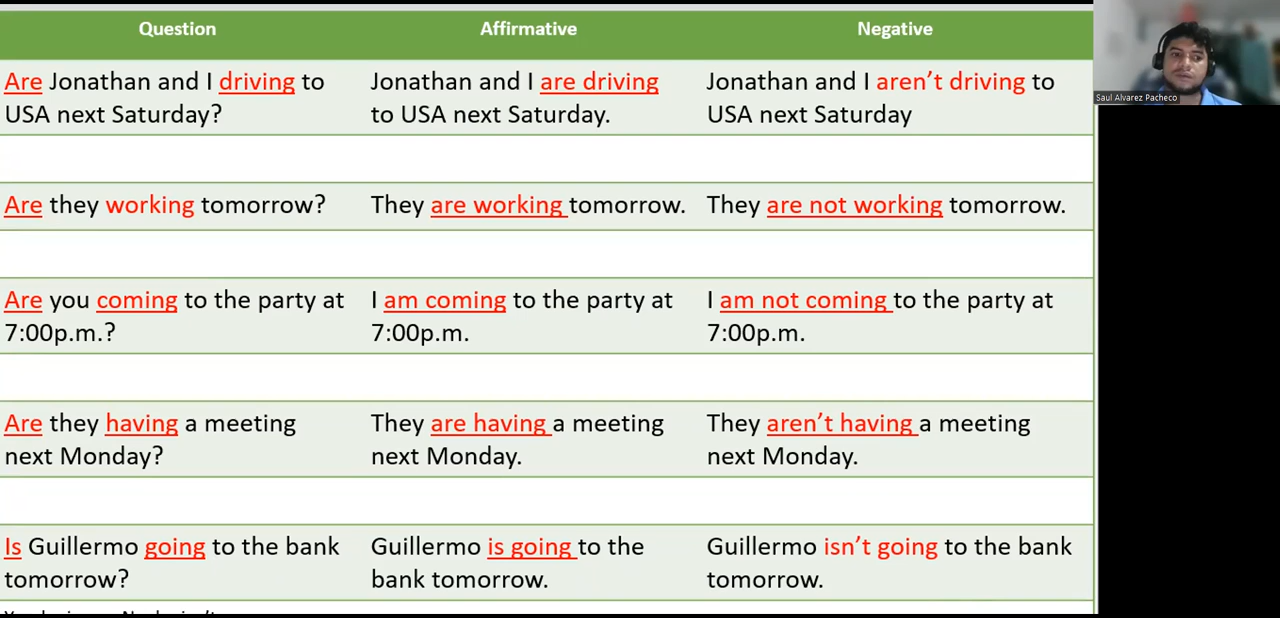 Question Affirmative Negative
Are Jonathan and I driving to
USA next Saturday?
Jonathan and I are driving
to USA next Saturday.
Jonathan and I aren’t driving to
USA next Saturday
Are they working tomorrow?
They are working tomorrow.
They are not working tomorrow.
Are you coming to the party at
7:00p.m.?
I am coming to the party at
7:00p.m.
I am not coming to the party at
7:00p.m.
Are they having a meeting
next Monday?
They are having a meeting
next Monday.
They aren’t having a meeting
next Monday.
Is Guillermo going to the bank
tomorrow?
Guillermo is going to the
bank tomorrow.
Guillermo isn’t going to the bank
tomorrow.
Saul Alvarez Pacheco